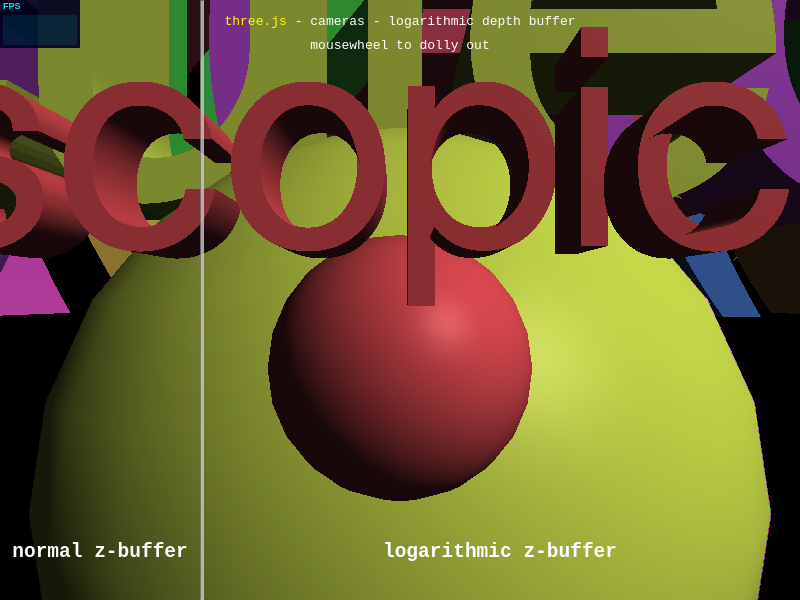 FPS
three.js - cameras - logarithmic depth buffer
mousewheel to dolly out
scopic
normal z-buffer
logarithmic z-buffer